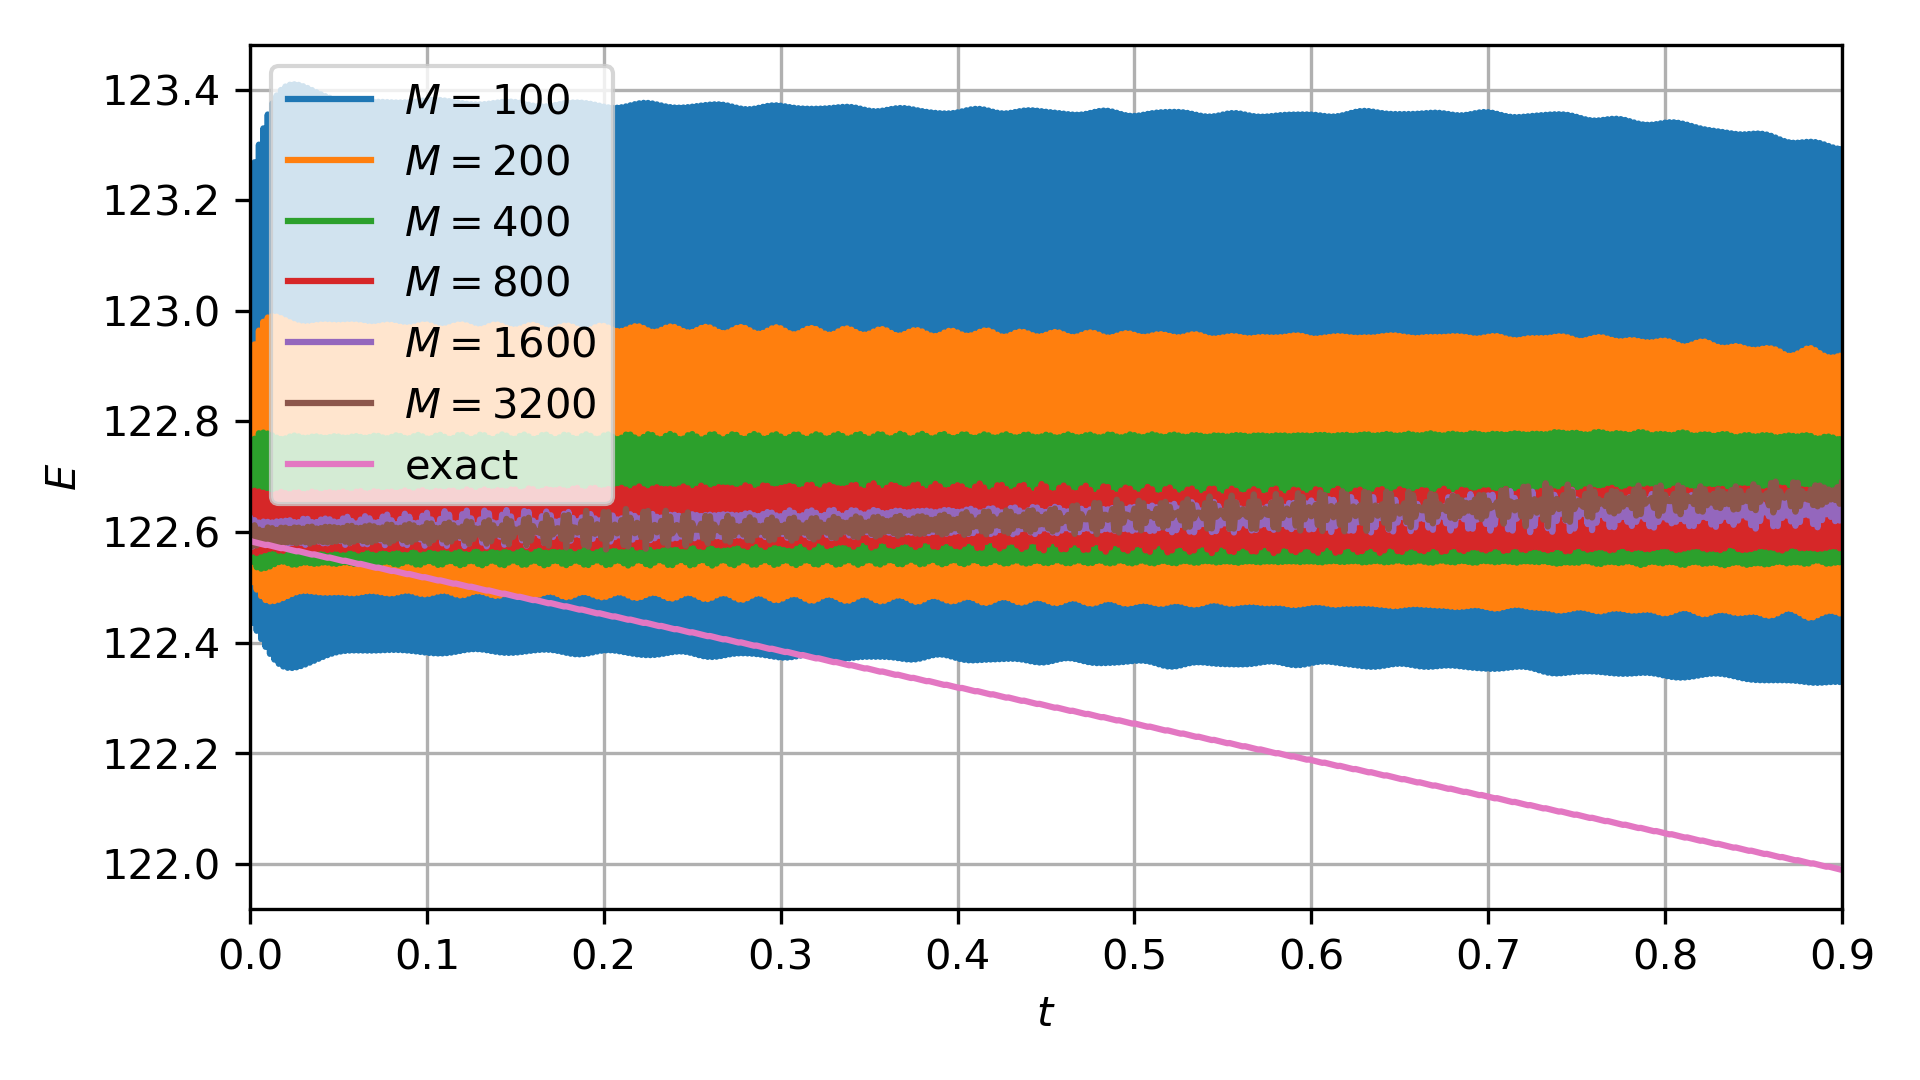 123.4
123.2
123.0
122.8
122.6
122.4
122.2
122.0
E
M = 100
M = 200
M = 400
M = 800
M = 1600
M = 3200
exact
0.0 0.1 0.2 0.3 0.4 0.5 0.6 0.7 0.8 0.9
t